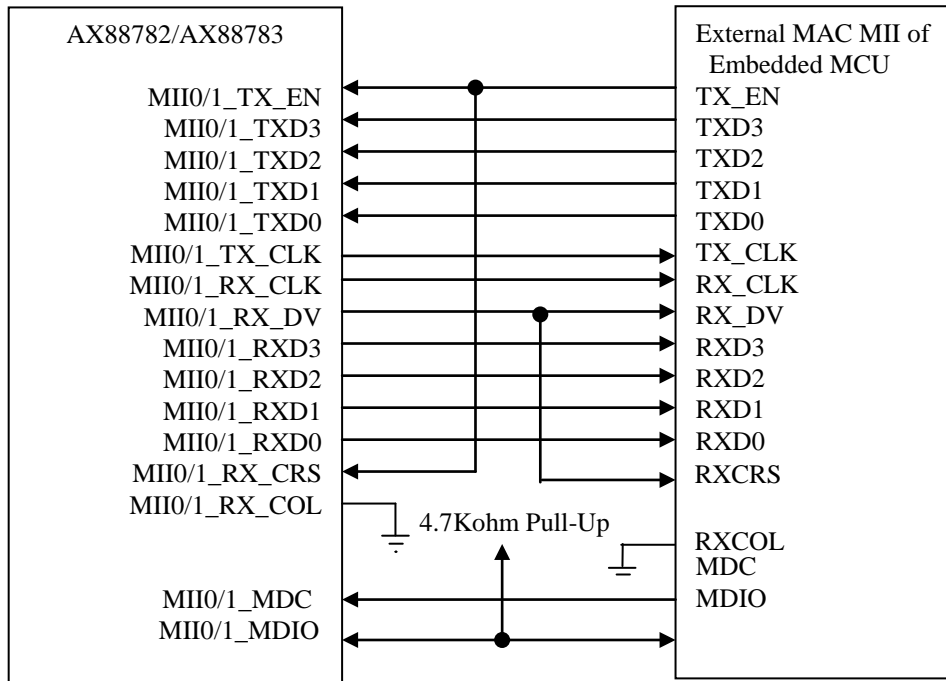 AX88782/AX88783
MII0/1_TX_EN
MII0/1_TXD3
MII0/1_TXD2
MII0/1_TXD1
MII0/1_TXD0
MII0/1_TX_CLK
MII0/1_RX_CLK
MII0/1_RX_DV
MII0/1_RXD3
MII0/1_RXD2
MII0/1_RXD1
MII0/1_RXD0
MII0/1_RX_CRS
MII0/1_RX_COL
MII0/1_MDC
MII0/1_MDIO
4.7Kohm Pull-Up
External MAC MII of
Embedded MCU
TX_EN
TXD3
TXD2
TXD1
TXD0
TX_CLK
RX_CLK
RX_DV
RXD3
RXD2
RXD1
RXD0
RXCRS
RXCOL
MDC
MDIO